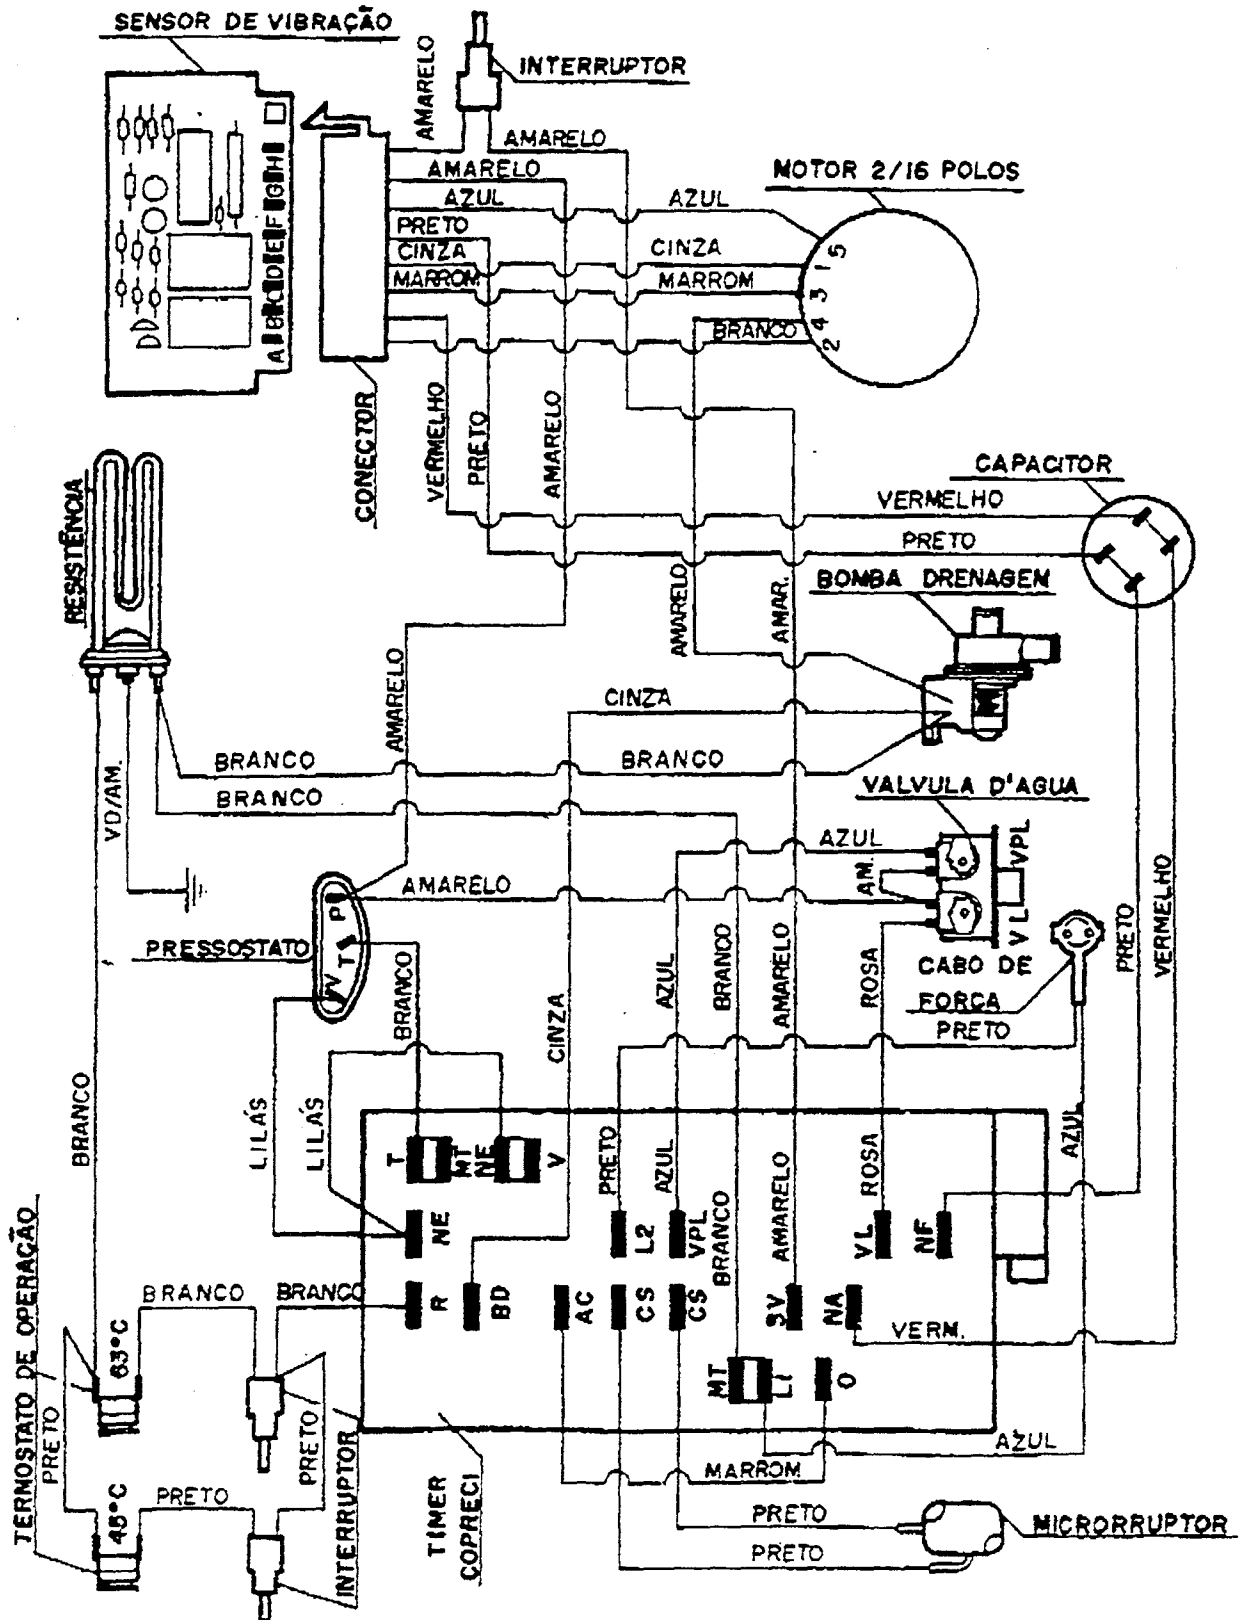 SENSOR DE VIBRAÇÃO
AMARELO
INTERRUPTOR
AMARELO
AMARELO
AZUL
AZUL
MOTOR 2/16 POLOS
PRETO
CINZA
CINZA
MARROM
MARROM
BRANCO
5
1
3
4
2
A
B
C
D
E
F
G
H
CONECTOR
VERMELHO
PRETO
AMARELO
CAPACITOR
VERMELHO
PRETO
RESISTÊNCIA
BOMBA DRENAGEM
AMARELO
AMAR.
AMARELO
CINZA
BRANCO
BRANCO
BRANCO
VD/AM.
VALVULA D'AGUA
AZUL
AM.
VPL
VL
AMARELO
P
T
V
PRESSOSTATO
BRANCO
CINZA
AZUL
BRANCO
AMARELO
ROSA
CABO DE
FORÇA
PRETO
PRETO
VERMELHO
AZUL
BRANCO
LILÁS
LILÁS
T
MT
NE
V
PRETO
AZUL
BRANCO
AMARELO
ROSA
NE
L2
VPL
VL
NF
R
BD
AC
CS
CS
3V
NA
VERM.
MT
L1
O
TERMOSTATO DE OPERAÇÃO
BRANCO
BRANCO
63°C
PRETO
PRETO
PRETO
48°C
INTERRUPTOR
TIMER
COPRECI
AZUL
MARROM
PRETO
PRETO
MICRORRUPTOR